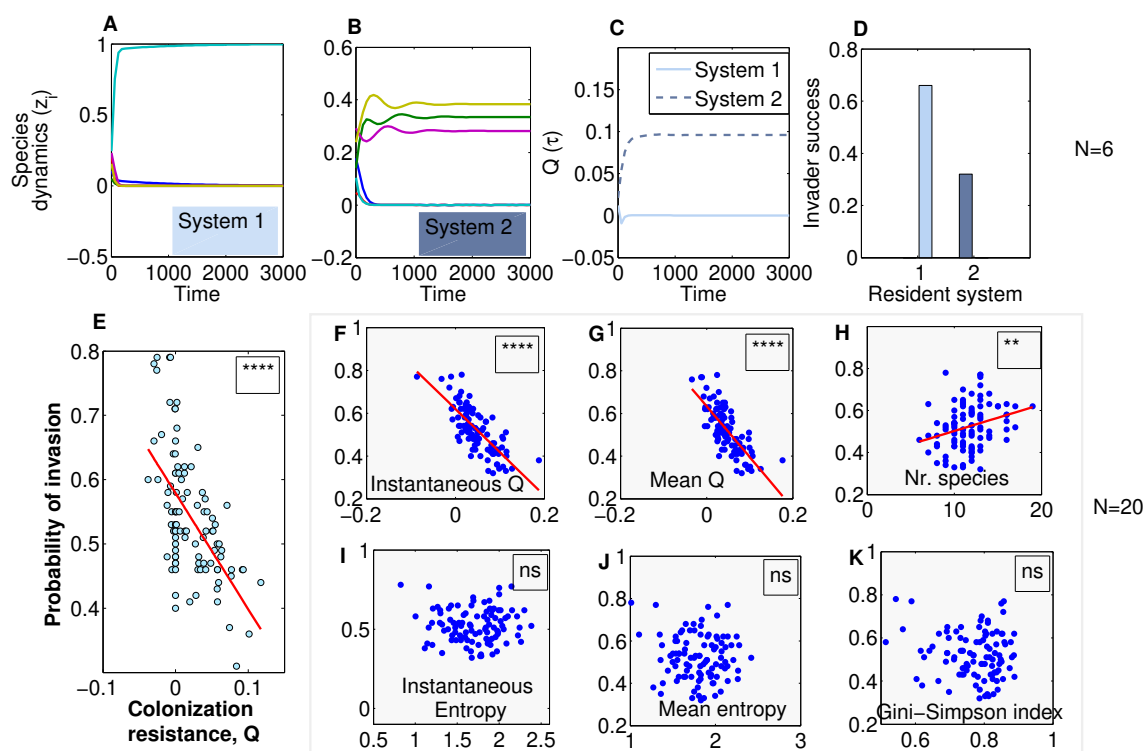 A
Species
dynamics (z_i)
1
0.5
0
−0.5
0
1000
2000
3000
Time
System 1
B
0.6
0.4
0.2
0
−0.2
0
1000
2000
3000
Time
System 2
C
Q (τ)
0.15
0.1
0.05
0
−0.05
0
1000
2000
3000
Time
System 1
System 2
D
Invader success
0.8
0.6
0.4
0.2
0
1
2
Resident system
N=6
E
Probability of invasion
0.8
0.7
0.6
0.5
0.4
−0.1
0
0.1
Colonization
resistance, Q
****
F
1
0.8
0.6
0.4
0.2
−0.2
0
0.2
Instantaneous Q
****
G
1
0.8
0.6
0.4
0.2
−0.2
0
0.2
Mean Q
****
H
1
0.8
0.6
0.4
0.2
0
10
20
Nr. species
**
N=20
I
1
0.5
0
0.5
1
1.5
2
2.5
Instantaneous
Entropy
ns
J
1
0.8
0.6
0.4
0.2
1
2
3
Mean entropy
ns
K
1
0.8
0.6
0.4
0.2
0.6
0.8
1
Gini−Simpson index
ns